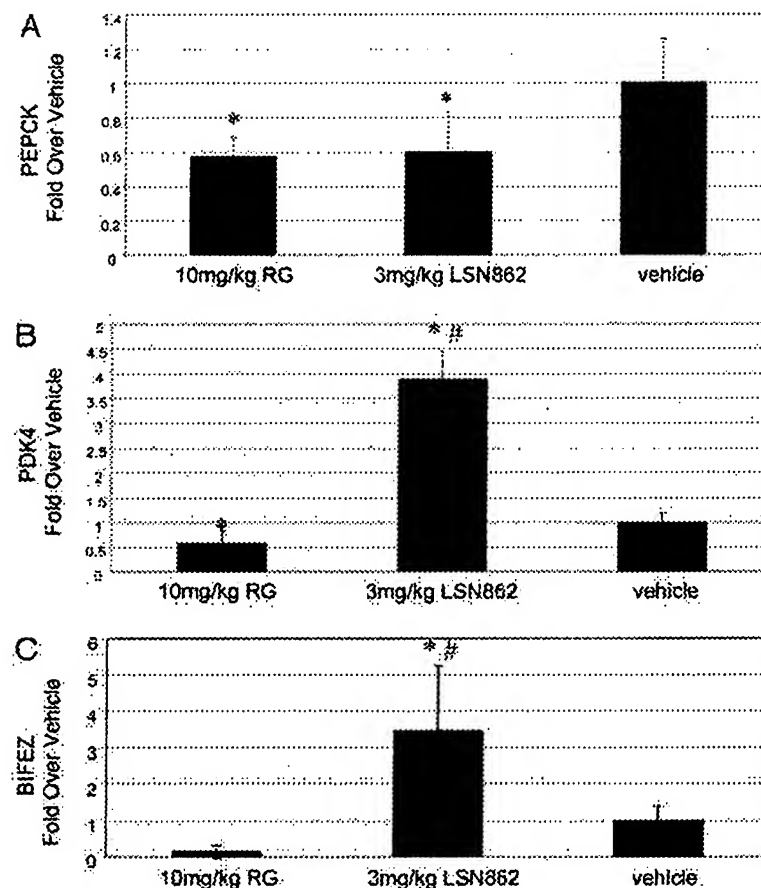 A
PEPCK
Fold Over Vehicle
1.4
1.2
1
0.8
0.6
0.4
0.2
0
*
*
10mg/kg RG 3mg/kg LSN862 vehicle
B
PDK4
Fold Over Vehicle
5
4.5
4
3.5
3
2.5
2
1.5
1
0.5
0
*
* #
10mg/kg RG 3mg/kg LSN862 vehicle
C
BIFEZ
Fold Over Vehicle
6
5
4
3
2
1
0
* #
10mg/kg RG 3mg/kg LSN862 vehicle